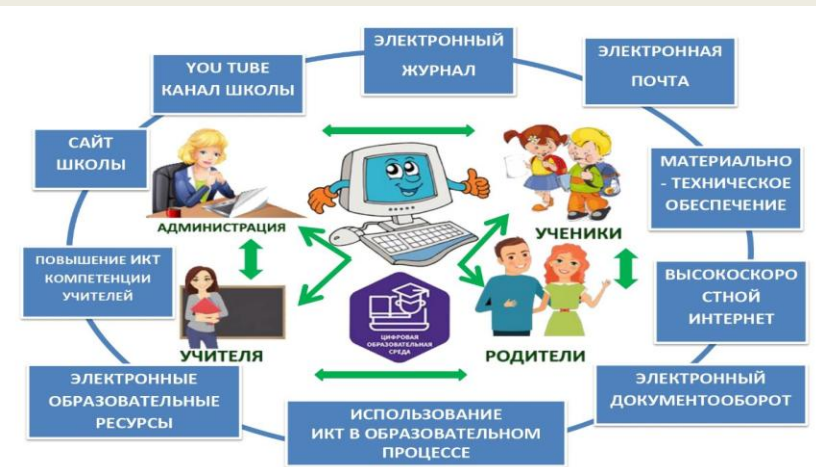 ЭЛЕКТРОННЫЙ
ЖУРНАЛ
ЭЛЕКТРОННАЯ
ПОЧТА
YOU TUBE
КАНАЛ ШКОЛЫ
САЙТ
ШКОЛЫ
МАТЕРИАЛЬНО
- ТЕХНИЧЕСКОЕ
ОБЕСПЕЧЕНИЕ
АДМИНИСТРАЦИЯ
УЧЕНИКИ
ПОВЫШЕНИЕ ИКТ
КОМПЕТЕНЦИИ
УЧИТЕЛЕЙ
ВЫСОКОСКОРО
СТНОЙ
ИНТЕРНЕТ
ЦИФРОВАЯ
ОБРАЗОВАТЕЛЬНАЯ
СРЕДА
УЧИТЕЛЯ
РОДИТЕЛИ
ЭЛЕКТРОННЫЕ
ОБРАЗОВАТЕЛЬНЫЕ
РЕСУРСЫ
ЭЛЕКТРОННЫЙ
ДОКУМЕНТООБОРОТ
ИСПОЛЬЗОВАНИЕ
ИКТ В ОБРАЗОВАТЕЛЬНОМ
ПРОЦЕССЕ